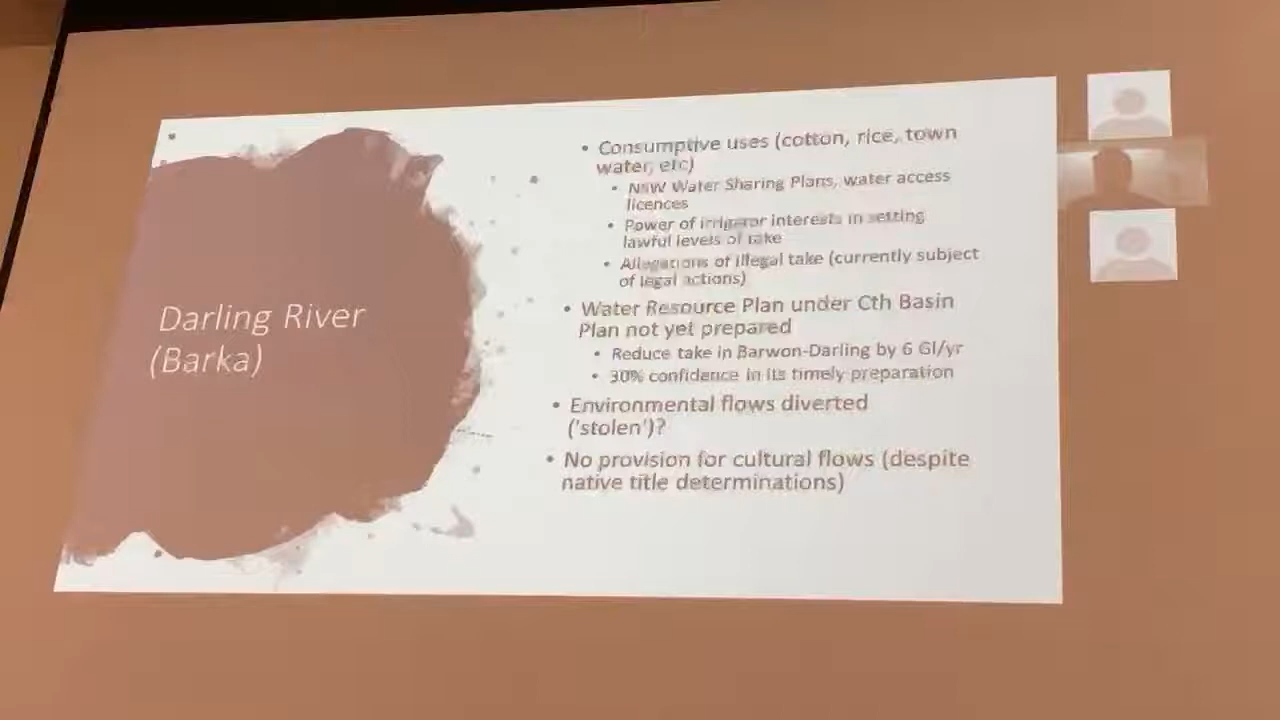 Darling River
(Barka)
• Consumptive uses (cotton, rice, town
water, etc)
• NSW Water Sharing Plans, water access
licences
• Power of irrigator interests in setting
lawful levels of take
• Allegations of illegal take (currently subject
of legal actions)
• Water Resource Plan under Cth Basin
Plan not yet prepared
• Reduce take in Barwon-Darling by 6 Gl/yr
• 30% confidence in its timely preparation
• Environmental flows diverted
('stolen')?
• No provision for cultural flows (despite
native title determinations)